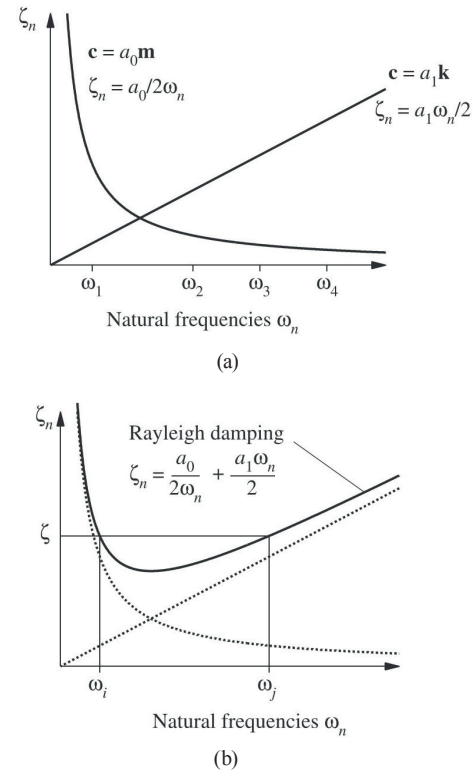 ζₙ
c = a₀m
ζₙ = a₀/2ωₙ
c = a₁k
ζₙ = a₁ωₙ/2
ω₁ ω₂ ω₃ ω₄
Natural frequencies ωₙ
(a)
ζₙ
Rayleigh damping
ζₙ = a₀/2ωₙ + a₁ωₙ/2
ζ
ωᵢ ωⱼ
Natural frequencies ωₙ
(b)